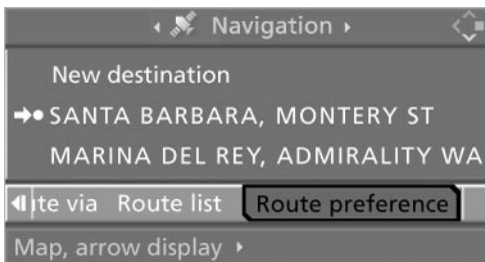 Navigation
New destination
SANTA BARBARA, MONTERY ST
MARINA DEL REY, ADMIRALITY WA
ite via Route list Route preference
Map, arrow display